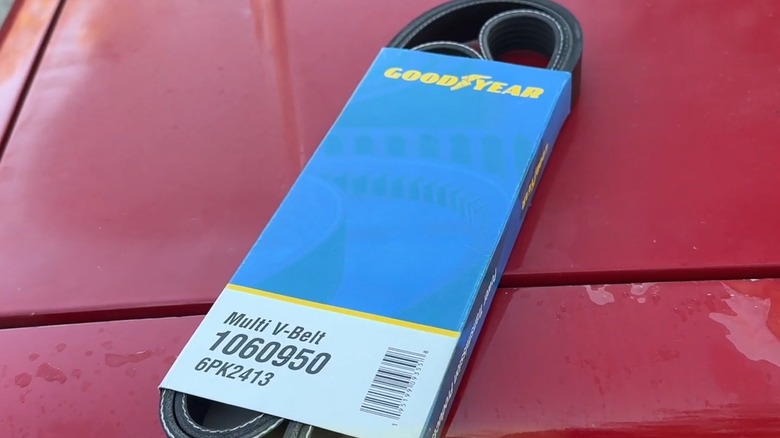 GOODYEAR
Multi V-Belt
1060950
6PK2413